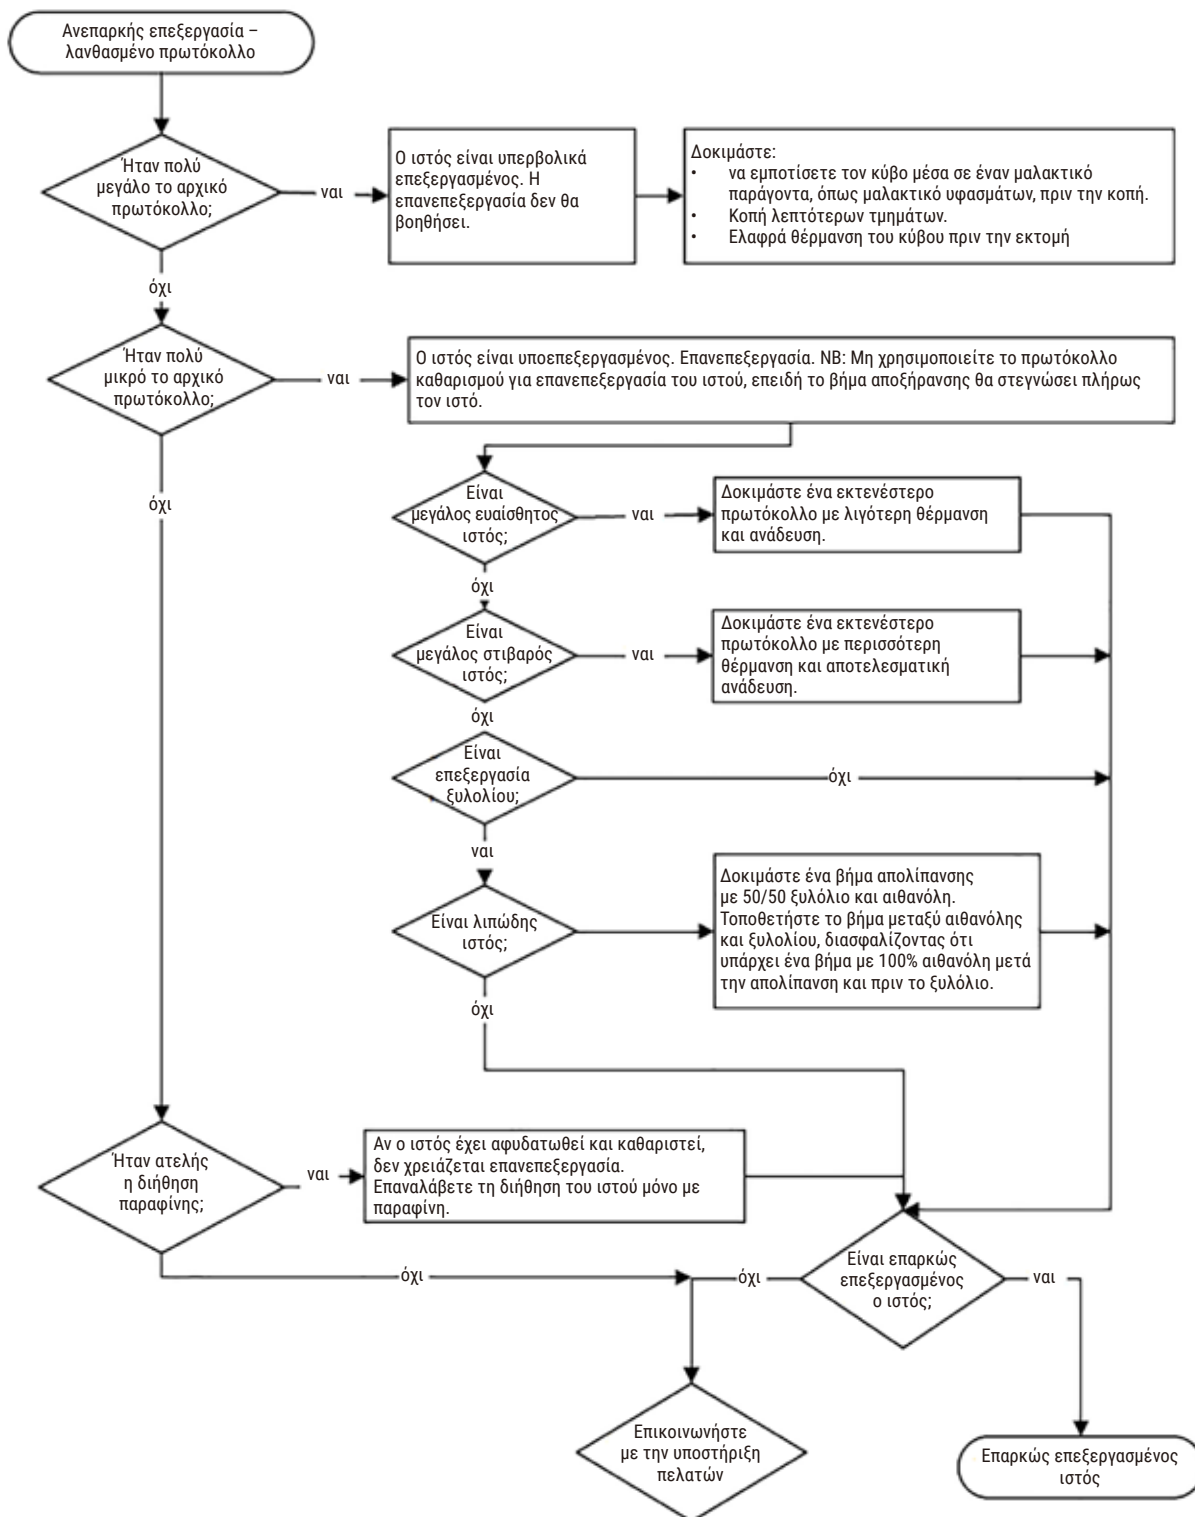 Ανεπαρκής επεξεργασία –
λανθασμένο πρωτόκολλο
Ήταν πολύ
μεγάλο το αρχικό
πρωτόκολλο;
ναι
Ο ιστός είναι υπερβολικά
επεξεργασμένος. Η
επανεπεξεργασία δεν θα
βοηθήσει.
Δοκιμάστε:
• να εμποτίσετε τον κύβο μέσα σε έναν μαλακτικό
παράγοντα, όπως μαλακτικό υφασμάτων, πριν την κοπή.
• Κοπή λεπτότερων τμημάτων.
• Ελαφρά θέρμανση του κύβου πριν την εκτομή
όχι
Ήταν πολύ
μικρό το αρχικό
πρωτόκολλο;
ναι
Ο ιστός είναι υποεπεξεργασμένος. Επανεπεξεργασία. NB: Μη χρησιμοποιείτε το πρωτόκολλο
καθαρισμού για επανεπεξεργασία του ιστού, επειδή το βήμα αποξήρανσης θα στεγνώσει πλήρως
τον ιστό.
όχι
Είναι
μεγάλος ευαίσθητος
ιστός;
ναι
Δοκιμάστε ένα εκτενέστερο
πρωτόκολλο με λιγότερη θέρμανση
και ανάδευση.
όχι
Είναι
μεγάλος στιβαρός
ιστός;
ναι
Δοκιμάστε ένα εκτενέστερο
πρωτόκολλο με περισσότερη
θέρμανση και αποτελεσματική
ανάδευση.
όχι
Είναι
επεξεργασία
ξυλολίου;
όχι
ναι
Είναι λιπώδης
ιστός;
Δοκιμάστε ένα βήμα απολίπανσης
με 50/50 ξυλόλιο και αιθανόλη.
Τοποθετήστε το βήμα μεταξύ αιθανόλης
και ξυλολίου, διασφαλίζοντας ότι
υπάρχει ένα βήμα με 100% αιθανόλη μετά
την απολίπανση και πριν το ξυλόλιο.
όχι
Ήταν ατελής
η διήθηση
παραφίνης;
ναι
Αν ο ιστός έχει αφυδατωθεί και καθαριστεί,
δεν χρειάζεται επανεπεξεργασία.
Επαναλάβετε τη διήθηση του ιστού μόνο με
παραφίνη.
όχι
όχι
Είναι επαρκώς
επεξεργασμένος
ο ιστός;
ναι
Επικοινωνήστε
με την υποστήριξη
πελατών
Επαρκώς επεξεργασμένος
ιστός